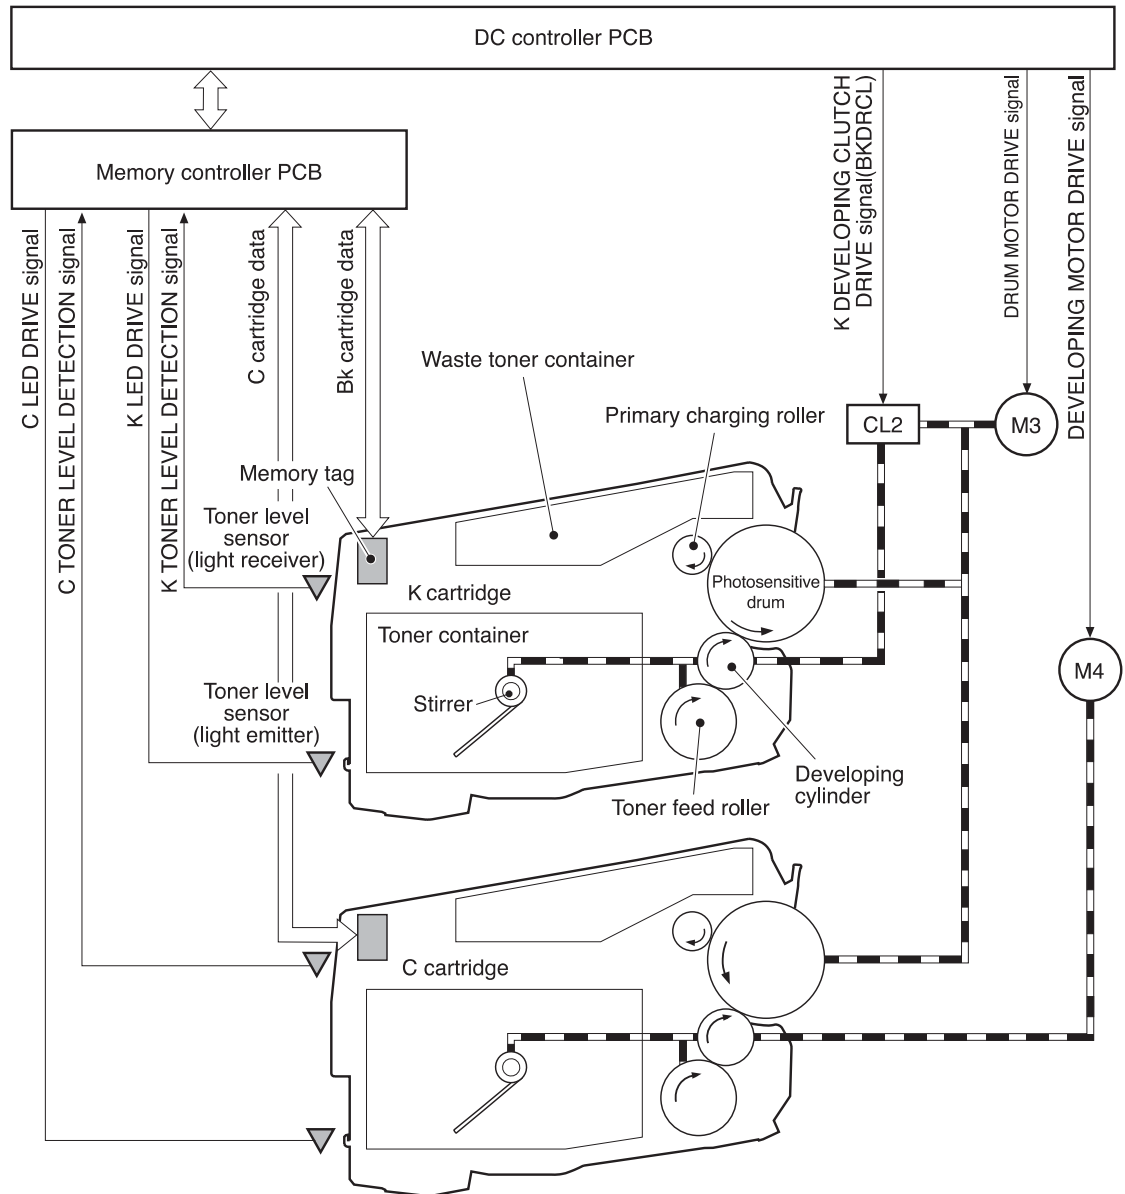 DC controller PCB
Memory controller PCB
C LED DRIVE signal
C TONER LEVEL DETECTION signal
K LED DRIVE signal
K TONER LEVEL DETECTION signal
C cartridge data
Bk cartridge data
K DEVELOPING CLUTCH
DRIVE signal(BKDRCL)
DRUM MOTOR DRIVE signal
DEVELOPING MOTOR DRIVE signal
Waste toner container
Primary charging roller
CL2
M3
Memory tag
Toner level
sensor
(light receiver)
K cartridge
Photosensitive
drum
Toner container
M4
Toner level
sensor
(light emitter)
Stirrer
Developing
cylinder
Toner feed roller
C cartridge